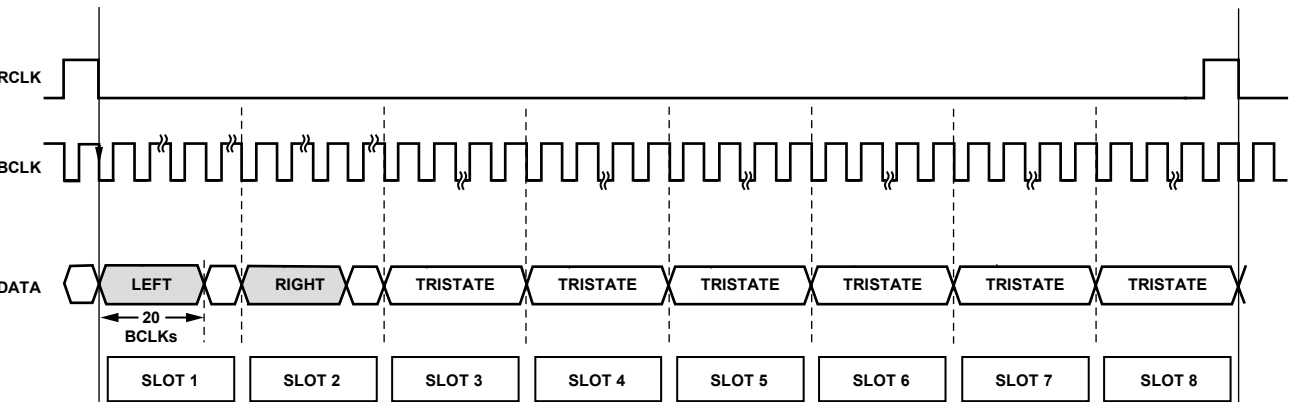 RCLK
BCLK
DATA
LEFT
RIGHT
TRISTATE
TRISTATE
TRISTATE
TRISTATE
TRISTATE
TRISTATE
20
BCLKs
SLOT 1
SLOT 2
SLOT 3
SLOT 4
SLOT 5
SLOT 6
SLOT 7
SLOT 8